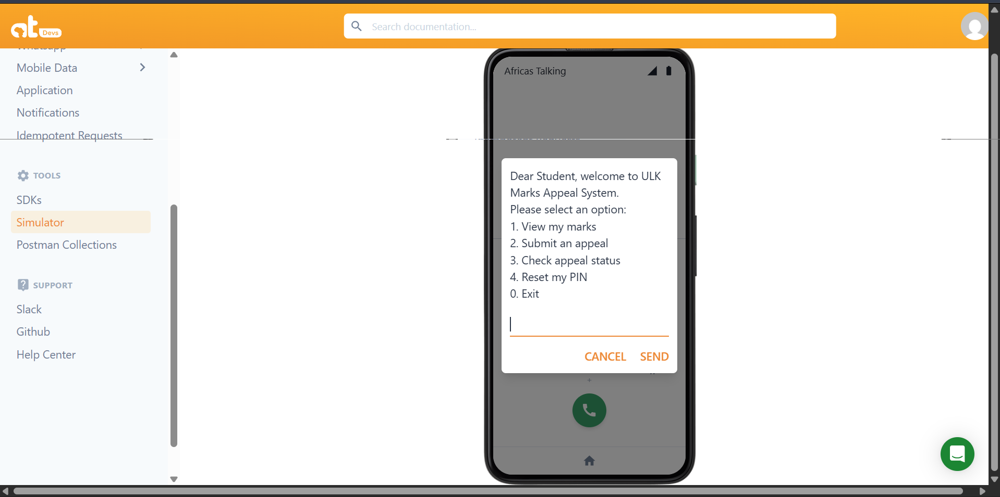 at Devs
Search documentation...
Whatsapp
Mobile Data
Application
Notifications
Idempotent Requests
TOOLS
SDKs
Simulator
Postman Collections
SUPPORT
Slack
Github
Help Center
Africas Talking
Dear Student, welcome to ULK
Marks Appeal System.
Please select an option:
1. View my marks
2. Submit an appeal
3. Check appeal status
4. Reset my PIN
0. Exit
CANCEL SEND
+